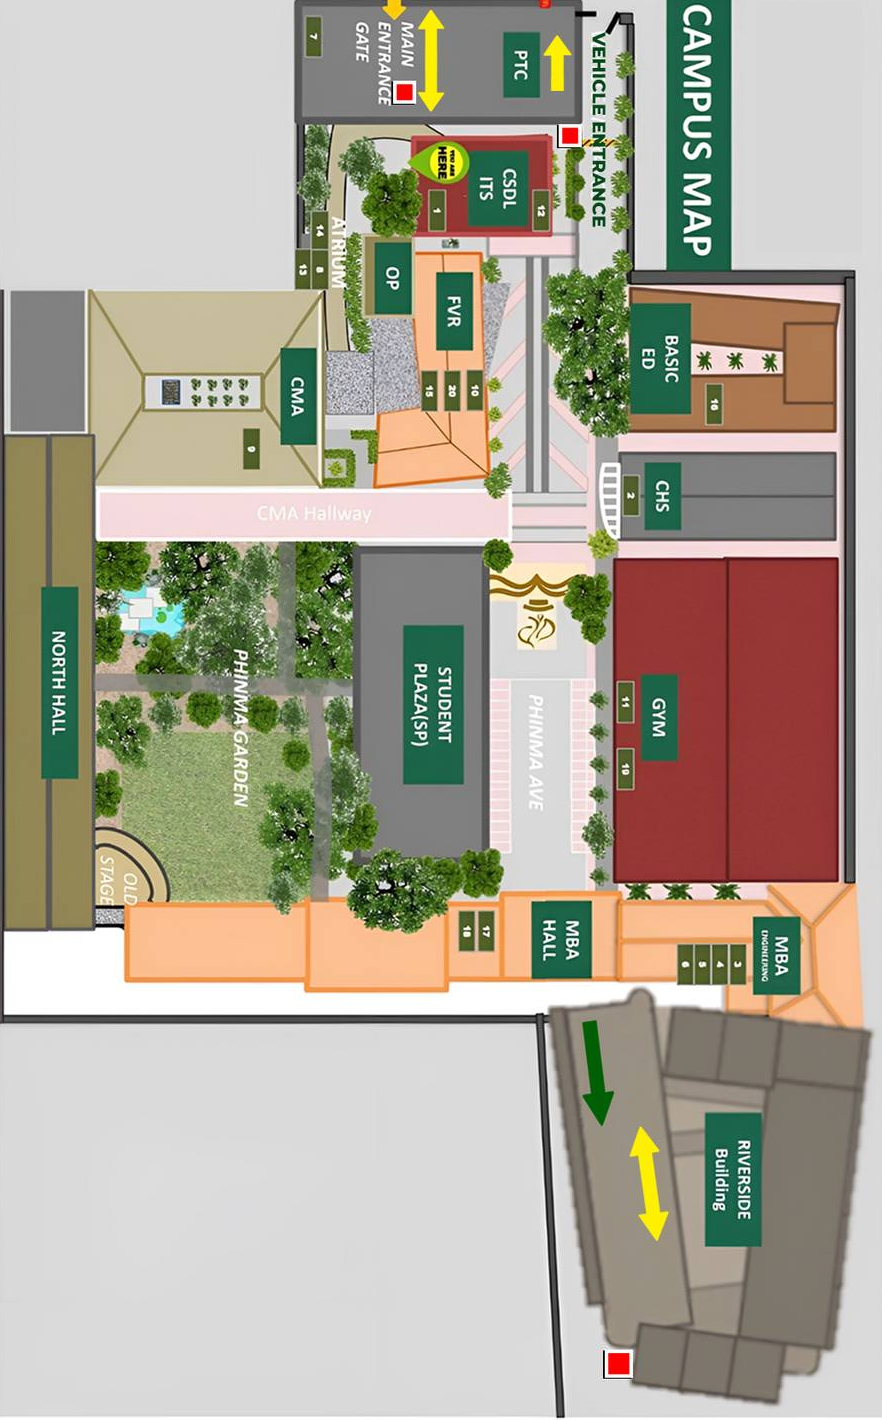 CAMPUS MAP
VEHICLE ENTRANCE
BASIC
ED
16
CHS
2
GYM
11
19
MBA
ENGINEERING
3
4
5
6
RIVERSIDE
Building
PTC
MAIN
ENTRANCE
GATE
7
CSDL
ITS
12
1
YOU ARE
HERE
FVR
10
20
15
OP
ATRIUM
14
8
13
PHINMA AVE
MBA
HALL
17
18
STUDENT
PLAZA(SP)
CMA
9
CMA Hallway
PHINMA GARDEN
OLD
STAGE
NORTH HALL